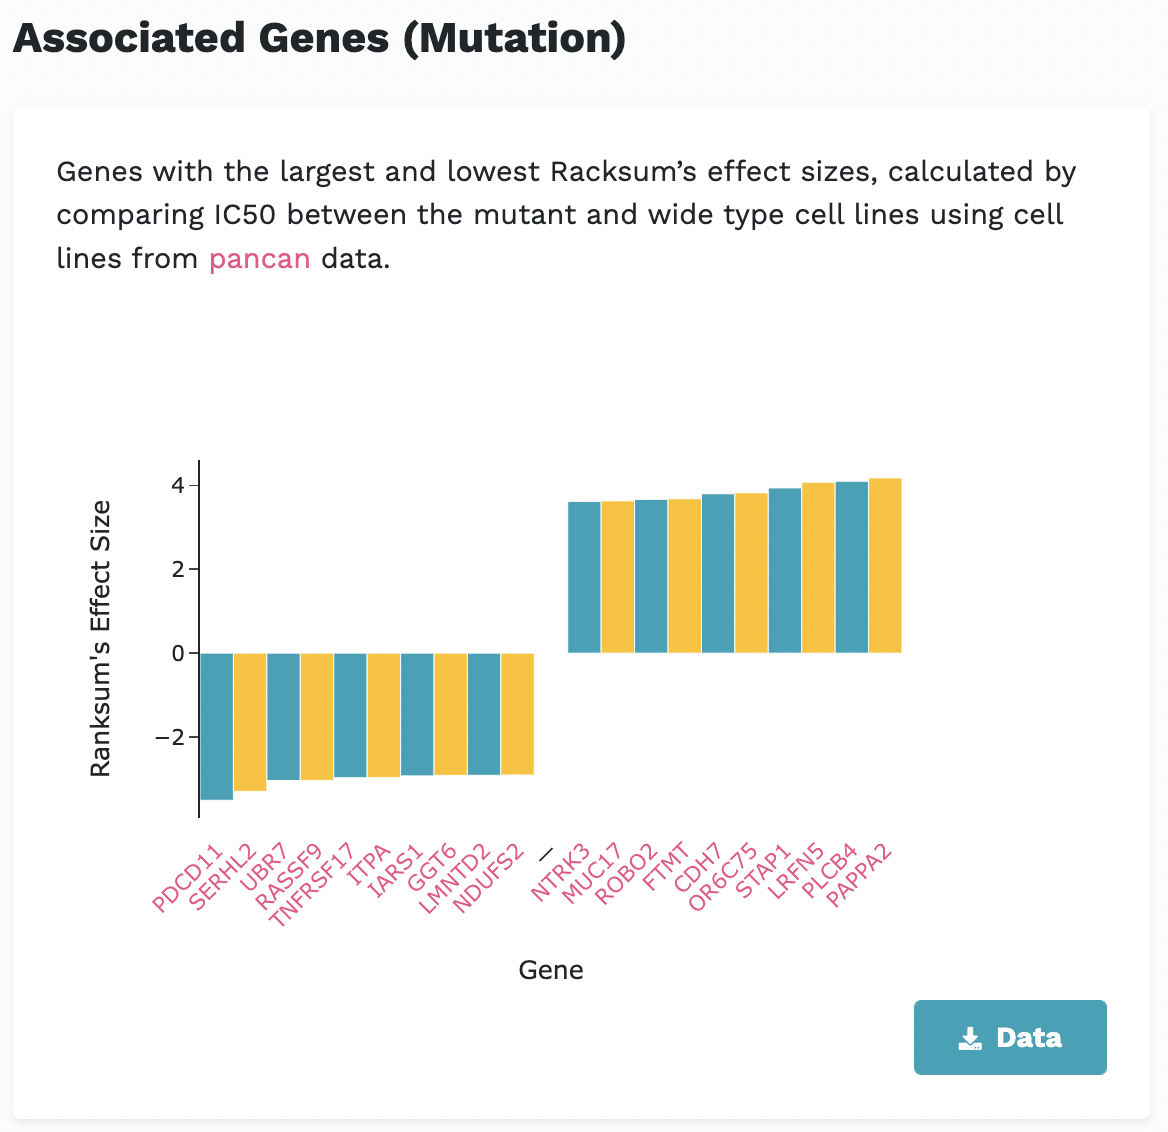 Associated Genes (Mutation)
Genes with the largest and lowest Racksum’s effect sizes, calculated by
comparing IC50 between the mutant and wide type cell lines using cell
lines from pancan data.
Ranksum's Effect Size
4
2
0
−2
PDCD11
SERHL2
UBR7
RASSF9
TNFRSF17
ITPA
IARS1
GGT6
LMNTD2
NDUFS2
/
NTRK3
MUC17
ROBO2
FTMT
CDH7
OR6C75
STAP1
LRFN5
PLCB4
PAPPA2
Gene
Data